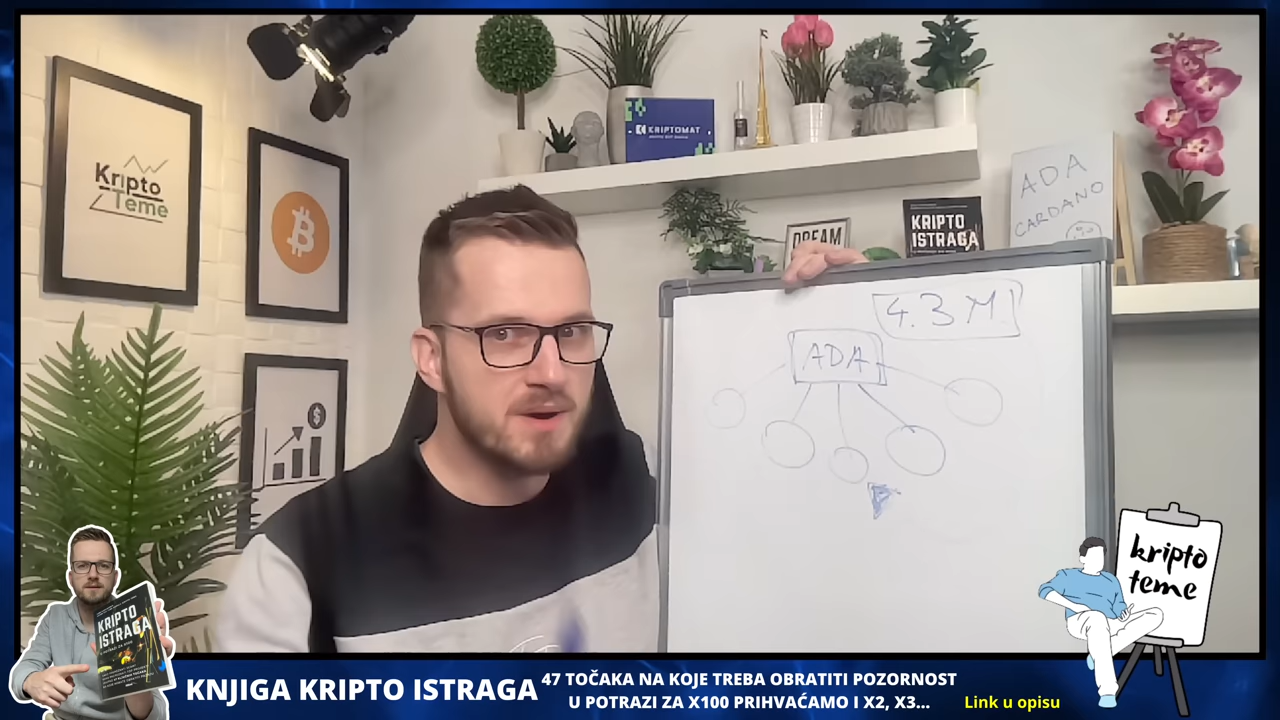 Kripto
Teme
KRIPTOMAT
DREAM
KRIPTO
ISTRAGA
ADA
CARDANO
4.3 M!
ADA
KRIPTO
ISTRAGA
kripto
teme
KNJIGA KRIPTO ISTRAGA
47 TOČAKA NA KOJE TREBA OBRATITI POZORNOST
U POTRAZI ZA X100 PRIHVAĆAMO I X2, X3...
Link u opisu